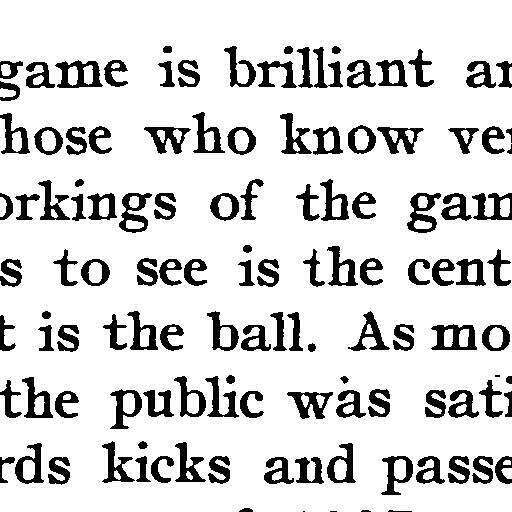 game is brilliant an
hose who know ver
orkings of the gam
s to see is the cent
t is the ball. As mo
the public was sati
rds kicks and passe